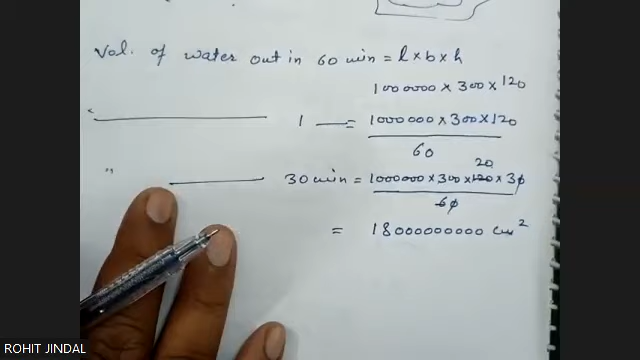 Vol. of water out in 60 min = l × b × h
1000000 × 300 × 120
" 1 = 1000000 × 300 × 120
60
20
" 30 min = 1000000 × 300 × 120 × 30
60
= 18000000000 cm²
ROHIT JINDAL